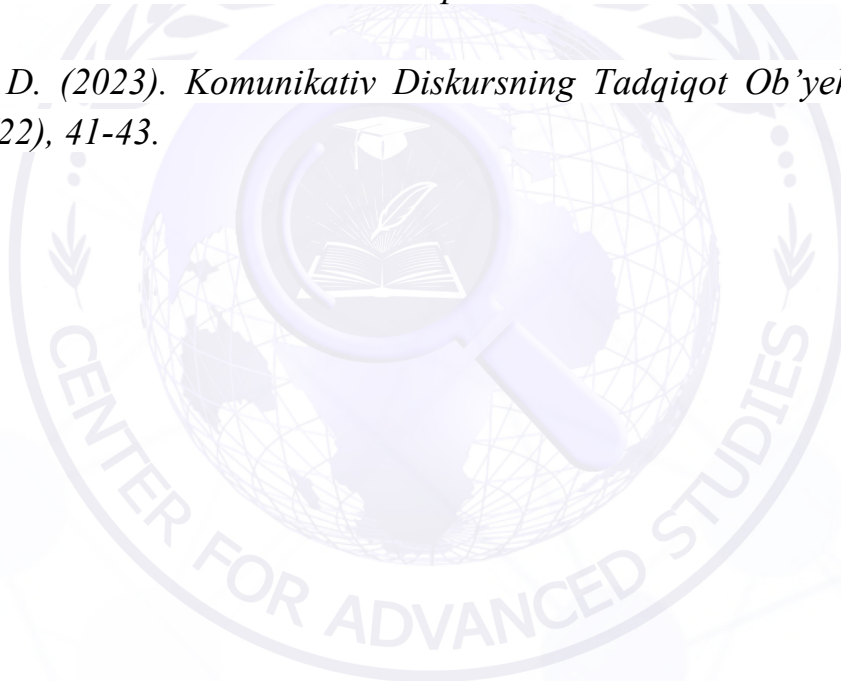 D. (2023). Komunikativ Diskursning Tadqiqot Ob’yek
22), 41-43.
CENTER FOR ADVANCED STUDIES